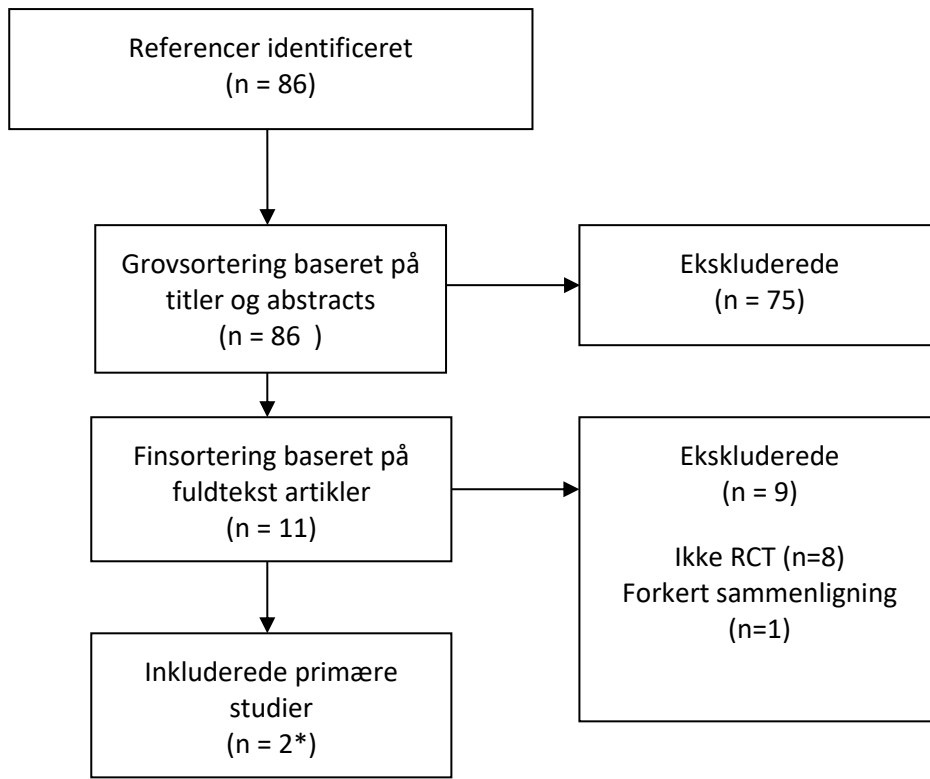 Referencer identificeret
(n = 86)
Grovsortering baseret på
titler og abstracts
(n = 86  )
Ekskluderede
(n = 75)
Finsortering baseret på
fuldtekst artikler
(n = 11)
Ekskluderede
(n = 9)
Ikke RCT (n=8)
Forkert sammenligning
(n=1)
Inkluderede primære
studier
(n = 2*)